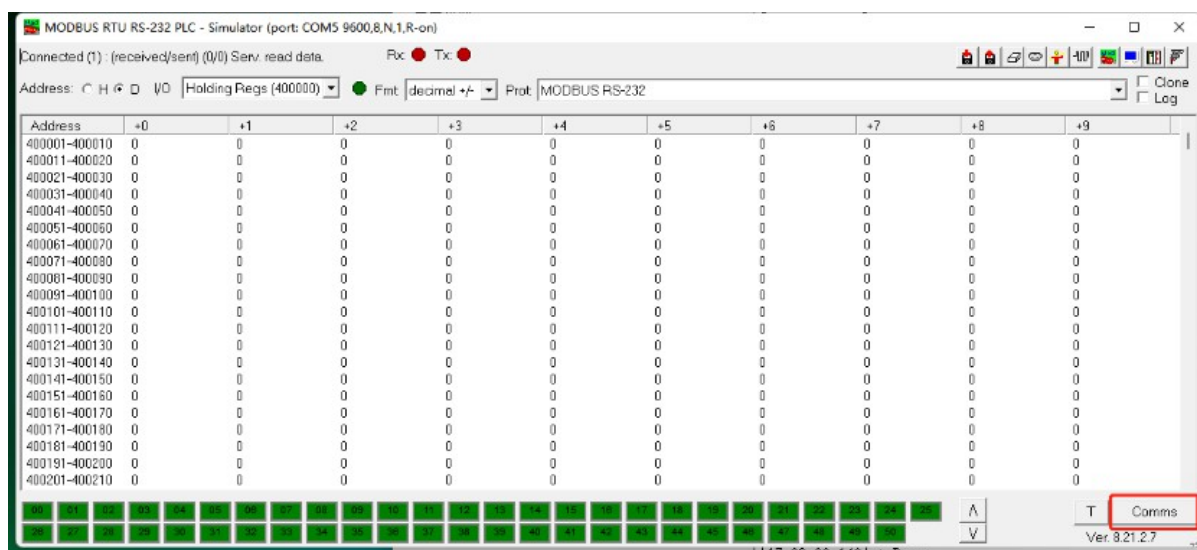 MODBUS RTU RS-232 PLC - Simulator (port: COM5 9600,8,N,1,R-on)
Connected (1) : (received/sent) (0/0) Serv. read data. Rx: Tx:
Address: H D I/O Holding Regs (400000) Fmt: decimal +/- Prot: MODBUS RS-232 Clone
Log
Address +0 +1 +2 +3 +4 +5 +6 +7 +8 +9
400001-400010 0 0 0 0 0 0 0 0 0 0
400011-400020 0 0 0 0 0 0 0 0 0 0
400021-400030 0 0 0 0 0 0 0 0 0 0
400031-400040 0 0 0 0 0 0 0 0 0 0
400041-400050 0 0 0 0 0 0 0 0 0 0
400051-400060 0 0 0 0 0 0 0 0 0 0
400061-400070 0 0 0 0 0 0 0 0 0 0
400071-400080 0 0 0 0 0 0 0 0 0 0
400081-400090 0 0 0 0 0 0 0 0 0 0
400091-400100 0 0 0 0 0 0 0 0 0 0
400101-400110 0 0 0 0 0 0 0 0 0 0
400111-400120 0 0 0 0 0 0 0 0 0 0
400121-400130 0 0 0 0 0 0 0 0 0 0
400131-400140 0 0 0 0 0 0 0 0 0 0
400141-400150 0 0 0 0 0 0 0 0 0 0
400151-400160 0 0 0 0 0 0 0 0 0 0
400161-400170 0 0 0 0 0 0 0 0 0 0
400171-400180 0 0 0 0 0 0 0 0 0 0
400181-400190 0 0 0 0 0 0 0 0 0 0
400191-400200 0 0 0 0 0 0 0 0 0 0
400201-400210 0 0 0 0 0 0 0 0 0 0
00 01 02 03 04 05 06 07 08 09 10 11 12 13 14 15 16 17 18 19 20 21 22 23 24 25 Λ T Comms
26 27 28 29 30 31 32 33 34 35 36 37 38 39 40 41 42 43 44 45 46 47 48 49 50 V Ver. 8.21.2.7